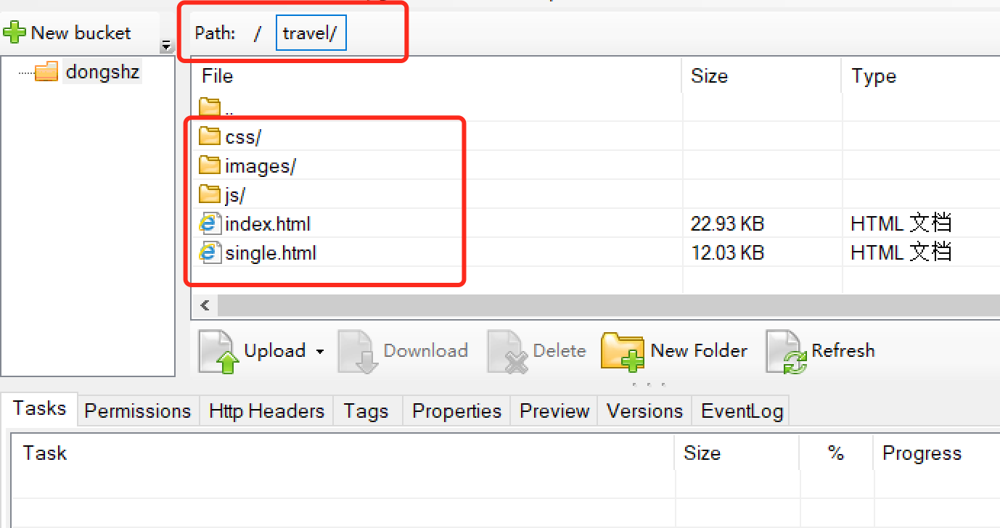 New bucket
Path: / travel/
dongshz
File Size Type
..
css/
images/
js/
index.html 22.93 KB HTML 文档
single.html 12.03 KB HTML 文档
Upload Download Delete New Folder Refresh
Tasks Permissions Http Headers Tags Properties Preview Versions EventLog
Task Size % Progress